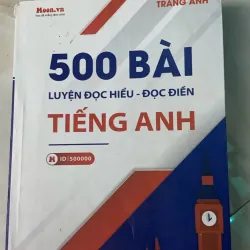 Moon.vn
TRANG ANH
500 BÀI
LUYỆN ĐỌC HIỂU - ĐỌC ĐIỀN
TIẾNG ANH
ID | 500000